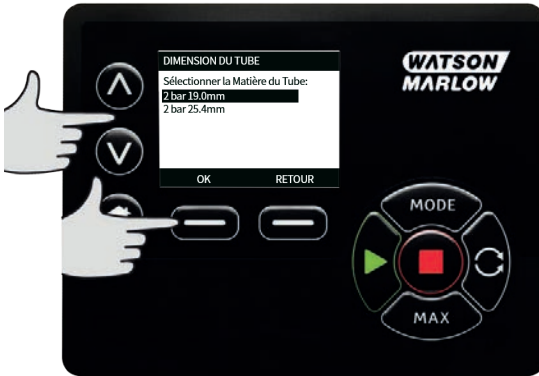 DIMENSION DU TUBE
Sélectionner la Matière du Tube:
2 bar 19.0mm
2 bar 25.4mm
OK RETOUR
WATSON
MARLOW
MODE
MAX